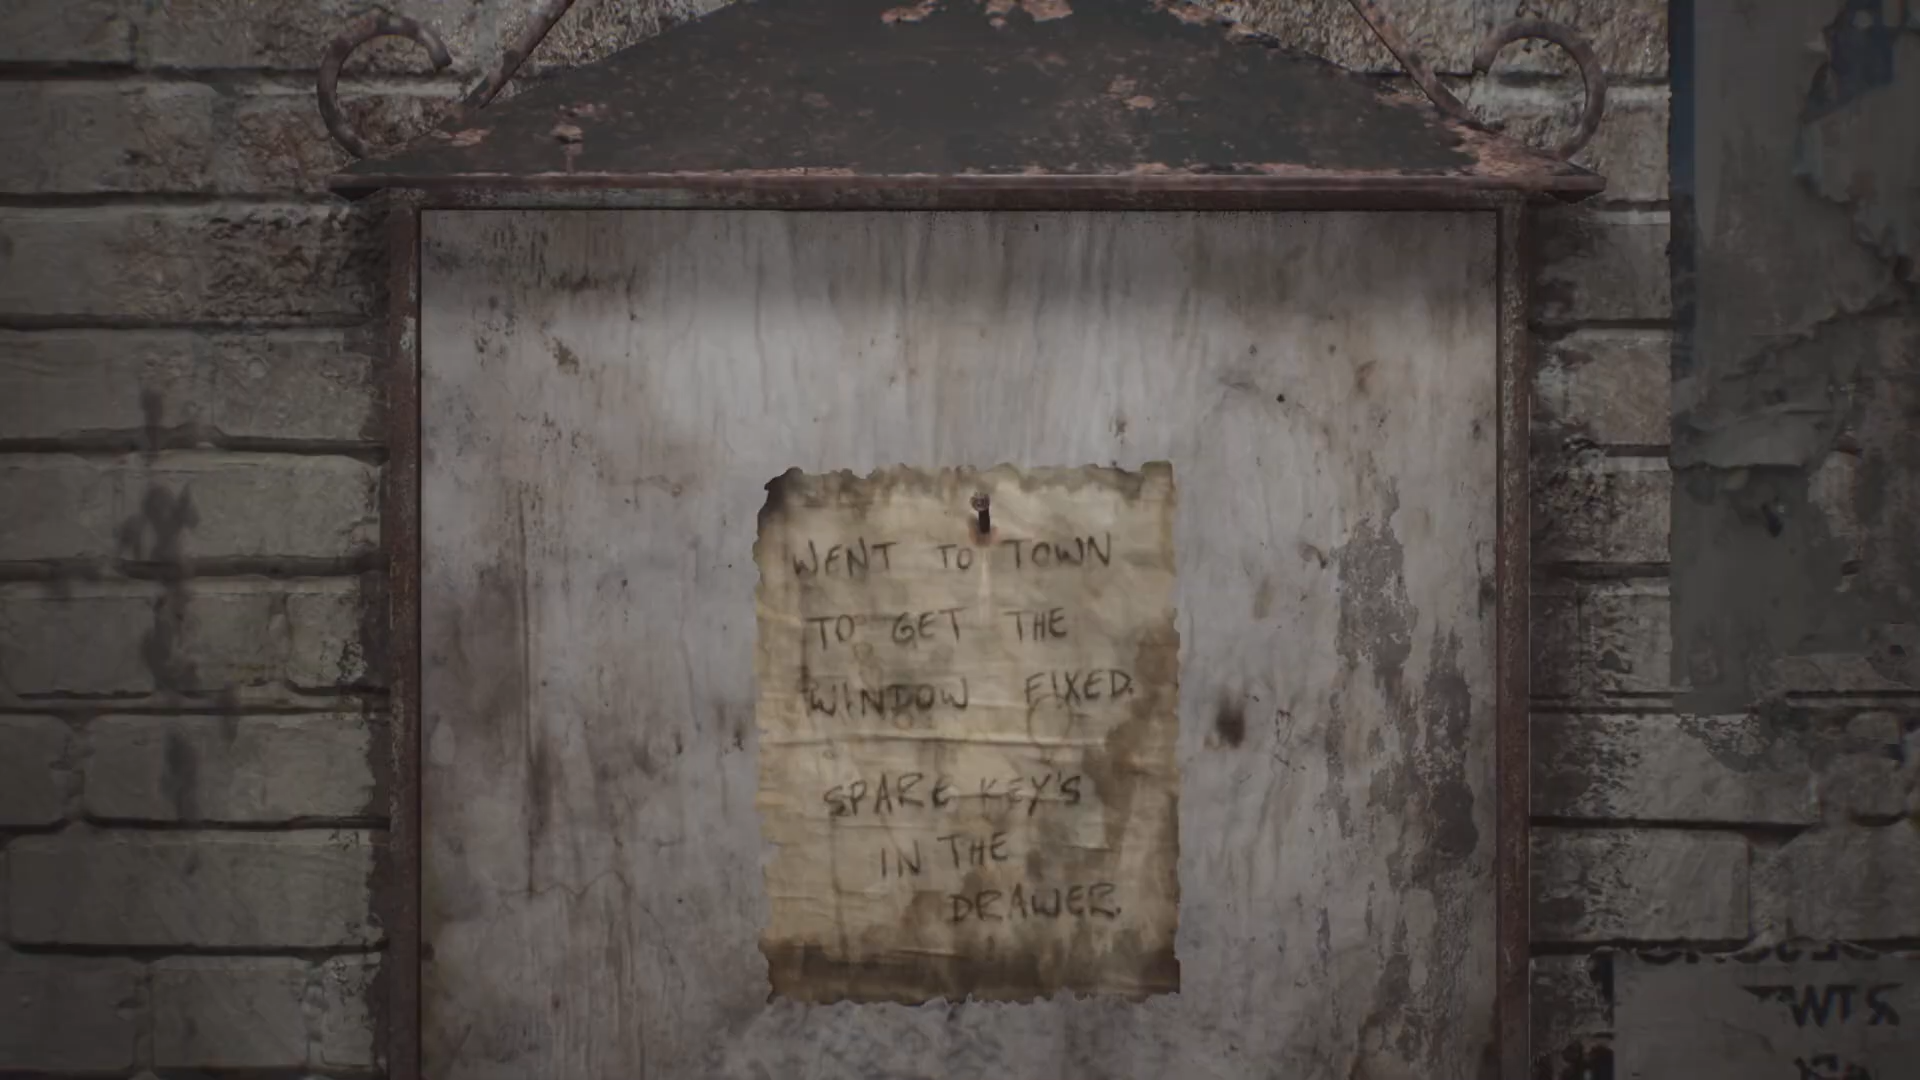 WENT TO TOWN
TO GET THE
WINDOW FIXED.
SPARE KEY'S
IN THE
DRAWER.